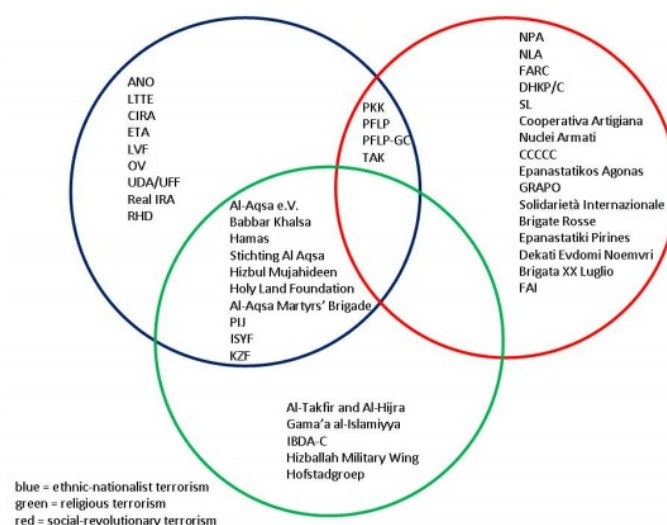 ANO
LTTE
CIRA
ETA
LVF
OV
UDA/UFF
Real IRA
RHD
PKK
PFLP
PFLP-GC
TAK
NPA
NLA
FARC
DHKP/C
SL
Cooperativa Artigiana
Nuclei Armati
CCCCC
Epanastatikos Agonas
GRAPO
Solidarietà Internazionale
Brigate Rosse
Epanastatiki Pirines
Dekati Evdomi Noemvri
Brigata XX Luglio
FAI
Al-Aqsa e.V.
Babbar Khalsa
Hamas
Stichting Al Aqsa
Hizbul Mujahideen
Holy Land Foundation
Al-Aqsa Martyrs’ Brigade
PIJ
ISYF
KZF
Al-Takfir and Al-Hijra
Gama’a al-Islamiyya
IBDA-C
Hizballah Military Wing
Hofstadgroep
blue = ethnic-nationalist terrorism
green = religious terrorism
red = social-revolutionary terrorism